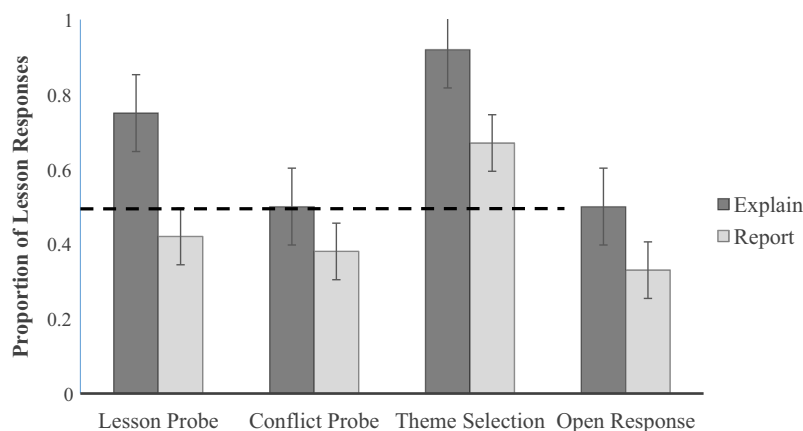 Proportion of Lesson Responses
1
0.8
0.6
0.4
0.2
0
Lesson Probe
Conflict Probe
Theme Selection
Open Response
Explain
Report